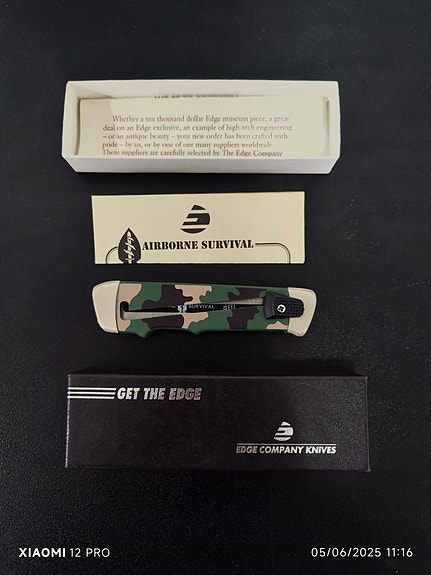 Whether a ten thousand dollar Edge museum piece, a great
deal on an Edge exclusive, an example of high-tech engineering
– or an antique beauty – your new order has been crafted with
pride – by us, or by one of our many suppliers worldwide.
These suppliers are carefully selected by The Edge Company
AIRBORNE SURVIVAL
SURVIVAL
GET THE EDGE
EDGE COMPANY KNIVES
XIAOMI 12 PRO
05/06/2025 11:16